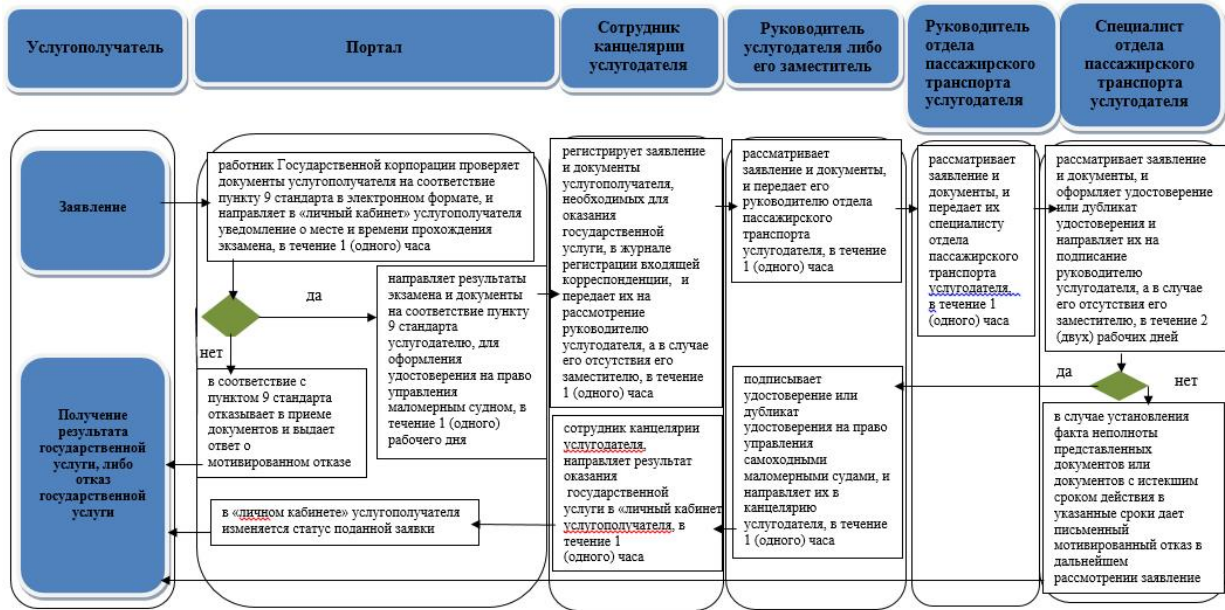 Услугополучатель
Портал
Сотрудник
канцелярии
услугодателя
Руководитель
услугодателя либо
его заместитель
Руководитель
отдела
пассажирского
транспорта
услугодателя
Специалист
отдела
пассажирского
транспорта
услугодателя
Заявление
работник Государственной корпорации проверяет
документы услугополучателя на соответствие
пункту 9 стандарта в электронном формате, и
направляет в «личный кабинет» услугополучателя
уведомление о месте и времени прохождения
экзамена, в течение 1 (одного) часа
да
нет
направляет результаты
экзамена и документы
на соответствие пункту
9 стандарта
услугодателю, для
оформления
удостоверения на право
управления
маломерным судном, в
течение 1 (одного)
рабочего дня
в соответствие с
пунктом 9 стандарта
отказывает в приеме
документов и выдает
ответ о
мотивированном отказе
в «личном кабинете» услугополучателя
изменяется статус поданной заявки
регистрирует заявление
и документы
услугополучателя,
необходимых для
оказания
государственной
услуги, в журнале
регистрации входящей
корреспонденции, и
передает их на
рассмотрение
руководителю
услугодателя, а в случае
его отсутствия его
заместителю, в течение
1 (одного) часа
сотрудник канцелярии
услугодателя,
направляет результат
оказания
государственной
услуги в «личный кабинет
услугополучателя, в
течение 1
(одного) часа
рассматривает
заявление и документы,
и передает его
руководителю отдела
пассажирского
транспорта
услугодателя, в течение
1 (одного) часа
подписывает
удостоверение или
дубликат
удостоверения на право
управления
самоходными
маломерными судами, и
направляет их в
канцелярию
услугодателя, в течение
1 (одного) часа
рассматривает
заявление и
документы, и
передает их
специалисту
отдела
пассажирского
транспорта
услугодателя,
в течение 1
(одного) часа
рассматривает заявление
и документы, и
оформляет удостоверение
или дубликат
удостоверения и
направляет их на
подписание
руководителю
услугодателя, а в случае
его отсутствия его
заместителю, в течение 2
(двух) рабочих дней
да
нет
в случае установления
факта неполноты
представленных
документов или
документов с истекшим
сроком действия в
указанные сроки дает
письменный
мотивированный отказ в
дальнейшем
рассмотрении заявление
Получение
результата
государственной
услуги, либо
отказ
государственной
услуги